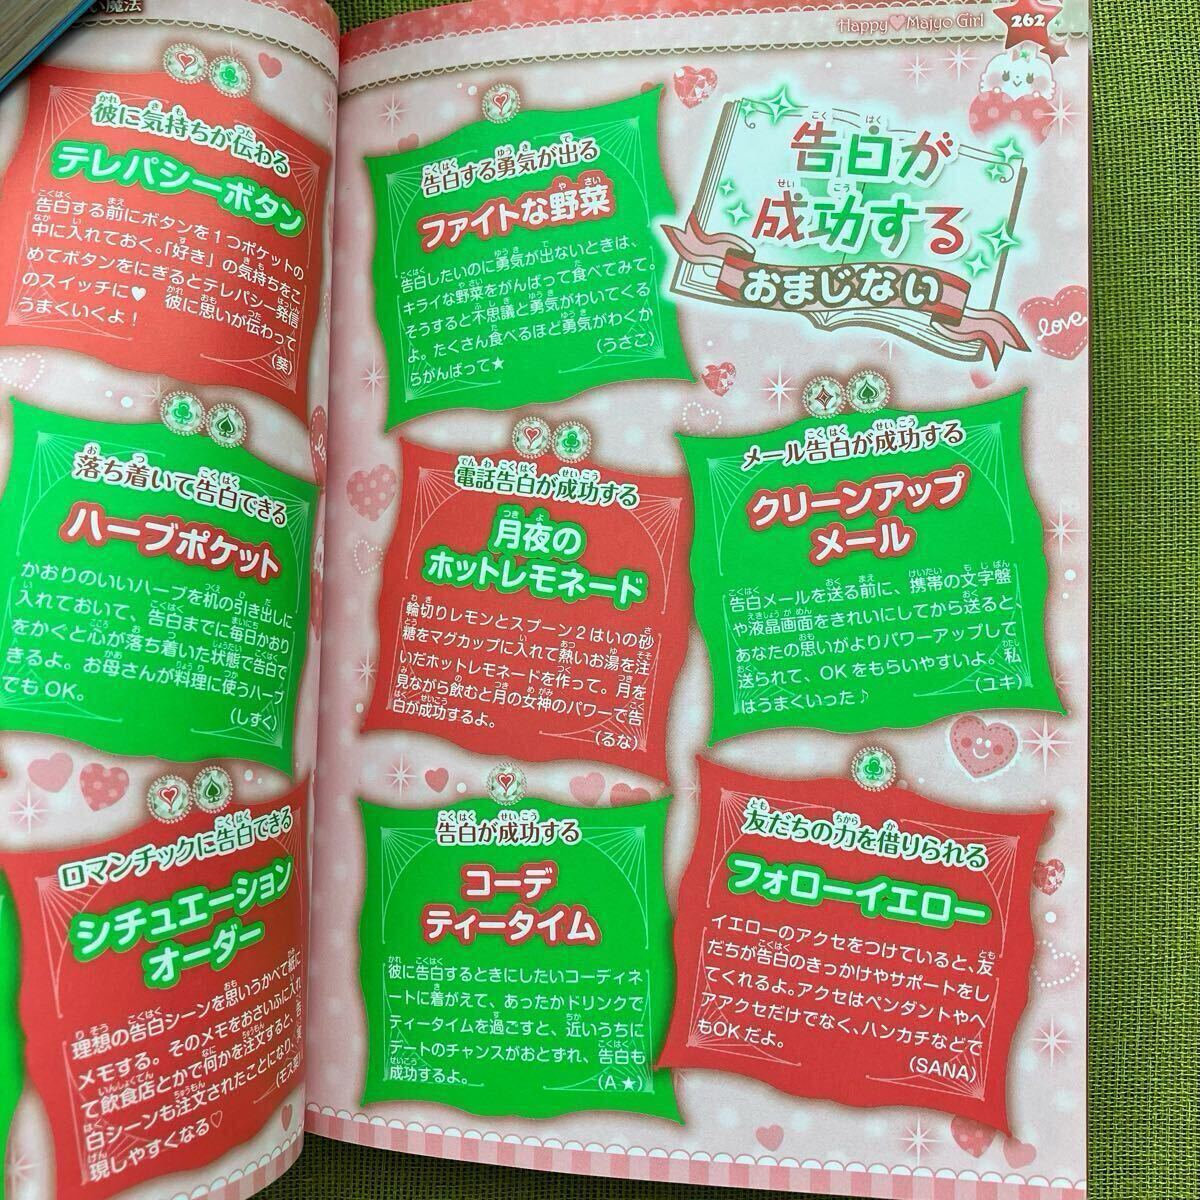 い魔法
彼に気持ちが伝わる
テレパシーボタン
告白する前にボタンを1つポケットの
中に入れておく。「好き」の気持ちをこ
めてボタンをにぎるとテレパシー発信
のスイッチに♥ 彼に思いが伝わって
うまくいくよ!
(葵)
落ち着いて告白できる
ハーブポケット
かおりのいいハーブを机の引き出しに
入れておいて、告白までに毎日かおり
をかぐと心が落ち着いた状態で告白で
きるよ。お母さんが料理に使うハーブ
でもOK。
(しずく)
ロマンチックに告白できる
シチュエーション
オーダー
理想の告白シーンを思いうかべて紙に
メモする。そのメモをおさいふに入れ
て飲食店とかで何かを注文すると、告
白シーンも注文されたことになり、実
現しやすくなる♡
Happy♡Majyo Girl
262
告白が
成功する
おまじない
love
告白する勇気が出る
ファイトな野菜
告白したいのに勇気が出ないときは、
キライな野菜をがんばって食べてみて。
そうすると不思議と勇気がわいてくる
よ。たくさん食べるほど勇気がわくか
らがんばって★
(うさこ)
電話告白が成功する
月夜の
ホットレモネード
輪切りレモンとスプーン2はいの砂
糖をマグカップに入れて熱いお湯を注
いだホットレモネードを作って。月を
見ながら飲むと月の女神のパワーで告
白が成功するよ。
(るな)
メール告白が成功する
クリーンアップ
メール
告白メールを送る前に、携帯の文字盤
や液晶画面をきれいにしてから送ると、
あなたの思いがよりパワーアップして
送られて、OKをもらいやすいよ。私
はうまくいった♪
(ユキ)
告白が成功する
コーデ
ティータイム
彼に告白するときにしたいコーディネ
ートに着がえて、あったかドリンクで
ティータイムを過ごすと、近いうちに
デートのチャンスがおとずれ、告白も
成功するよ。
(A★)
友だちの力を借りられる
フォローイエロー
イエローのアクセをつけていると、友
だちが告白のきっかけやサポートをし
てくれるよ。アクセはペンダントやヘ
アアクセだけでなく、ハンカチなどで
もOKだよ。
(SANA)